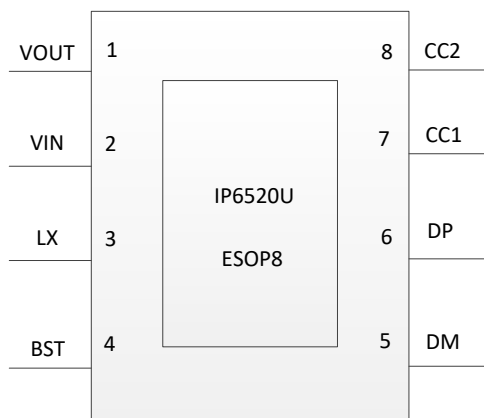 VOUT 1 8 CC2
VIN 2 7 CC1
IP6520U
LX 3 6 DP
ESOP8
BST 4 5 DM